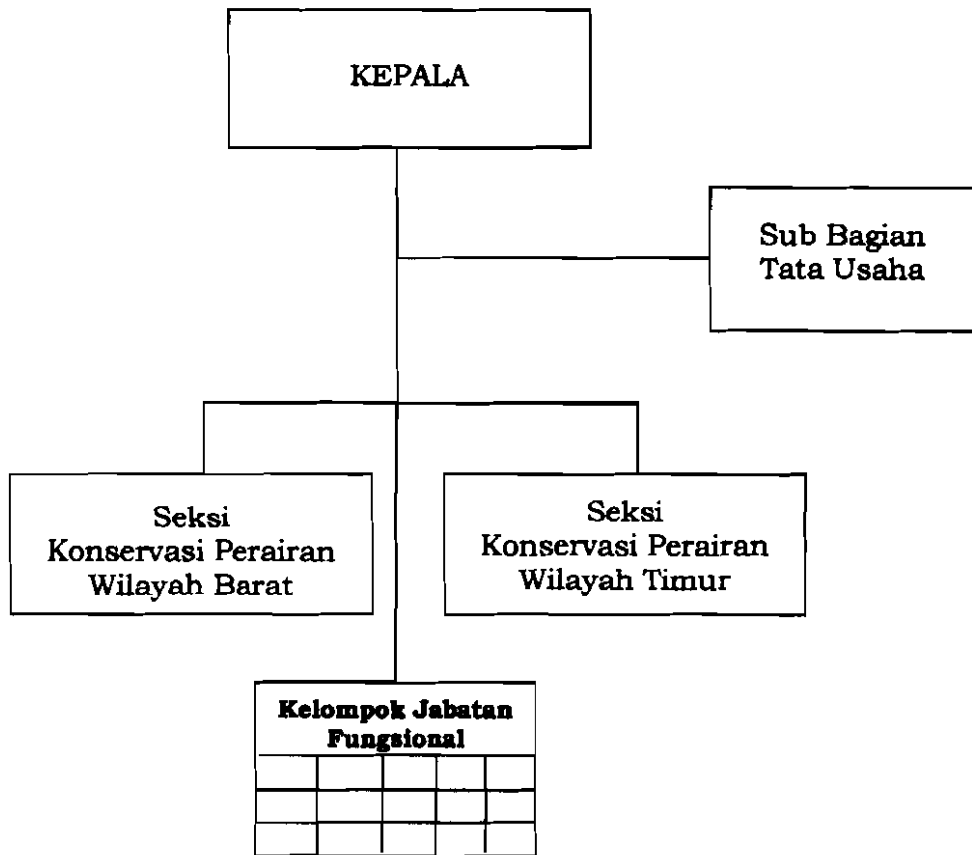 KEPALA
Sub Bagian
Tata Usaha
Seksi
Konservasi Perairan
Wilayah Barat
Seksi
Konservasi Perairan
Wilayah Timur
Kelompok Jabatan
Fungsional